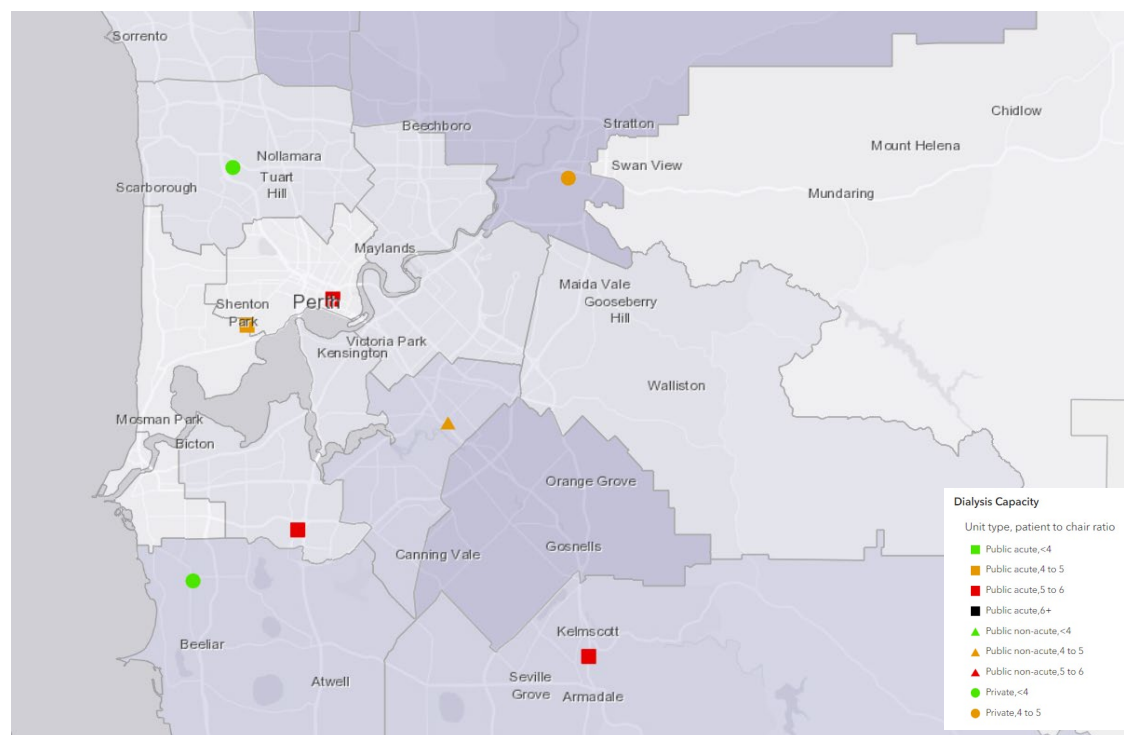 Sorrento
Chidlow
Beechboro
Stratton
Mount Helena
Nollamara
Swan View
Tuart
Hill
Scarborough
Mundaring
Maylands
Maida Vale
Gooseberry
Hill
Shenton
Park
Perth
Victoria Park
Kensington
Walliston
Mosman Park
Bicton
Orange Grove
Gosnells
Canning Vale
Kelmscott
Beeliar
Seville
Grove
Armadale
Atwell
Dialysis Capacity
Unit type, patient to chair ratio
Public acute,<4
Public acute,4 to 5
Public acute,5 to 6
Public acute,6+
Public non-acute,<4
Public non-acute,4 to 5
Public non-acute,5 to 6
Private,<4
Private,4 to 5